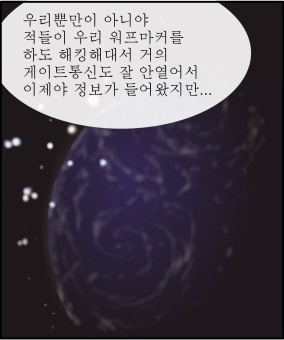 우리뿐만이 아니야
적들이 우리 워프마커를
하도 해킹해대서 거의
게이트통신도 잘 안열어서
이제야 정보가 들어왔지만...